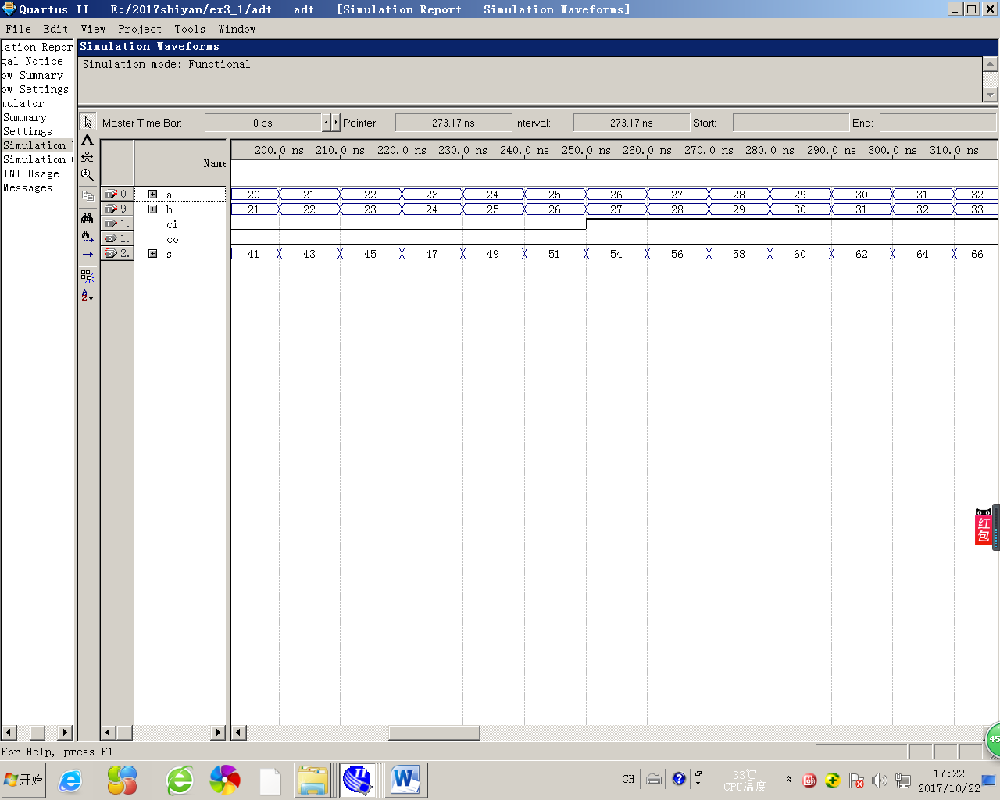 Quartus II - E:/2017shiyan/ex3_1/adt - adt - [Simulation Report - Simulation Waveforms]
File Edit View Project Tools Window
lation Repor
gal Notice
ow Summary
ow Settings
mulator
Summary
Settings
Simulation
Simulation
INI Usage
Messages
Simulation Waveforms
Simulation mode: Functional
Master Time Bar: 0 ps Pointer: 273.17 ns Interval: 273.17 ns Start: End:
Name
200.0 ns 210.0 ns 220.0 ns 230.0 ns 240.0 ns 250.0 ns 260.0 ns 270.0 ns 280.0 ns 290.0 ns 300.0 ns 310.0 ns
0 a 20 21 22 23 24 25 26 27 28 29 30 31 32
9 b 21 22 23 24 25 26 27 28 29 30 31 32 33
1. ci
1. co
2. s 41 43 45 47 49 51 54 56 58 60 62 64 66
红包
45
For Help, press F1
开始
CH
33℃
CPU温度
17:22
2017/10/22